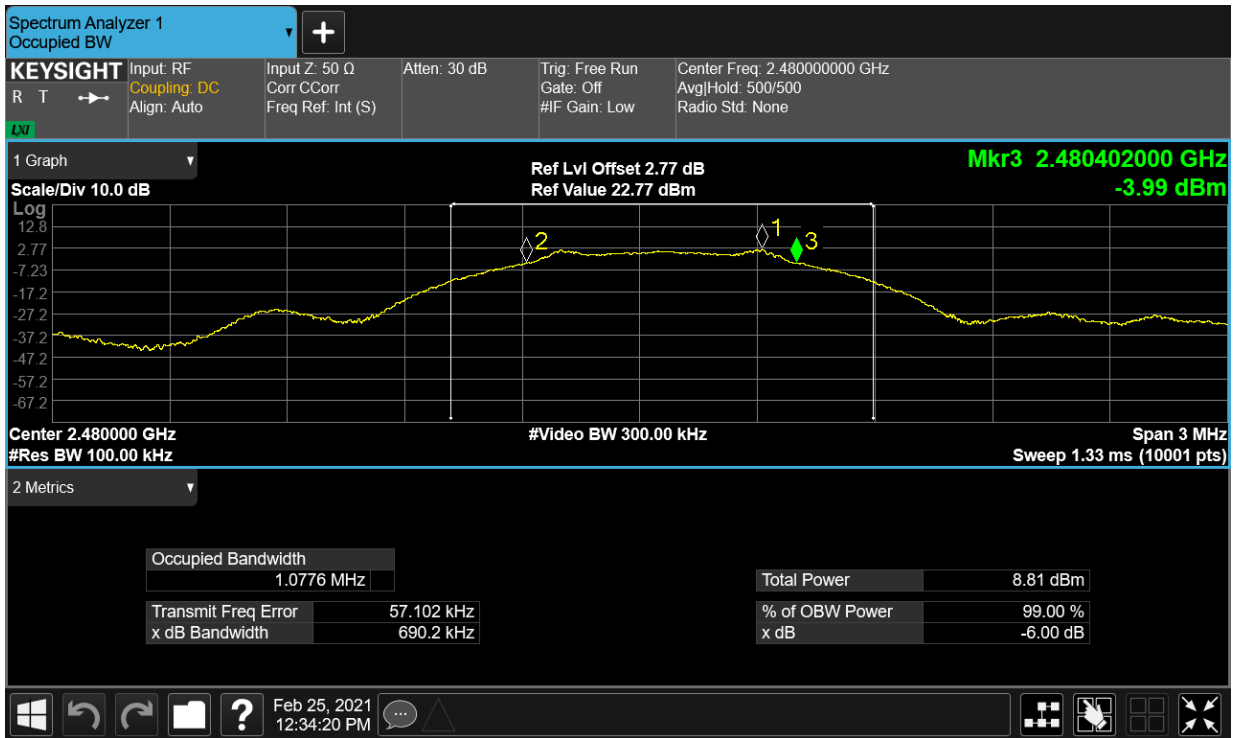 Spectrum Analyzer 1
Occupied BW
▼
+
KEYSIGHT
R T
LXI
Input: RF
Coupling: DC
Align: Auto
Input Z: 50 Ω
Corr CCorr
Freq Ref: Int (S)
Atten: 30 dB
Trig: Free Run
Gate: Off
#IF Gain: Low
Center Freq: 2.480000000 GHz
Avg|Hold: 500/500
Radio Std: None
1 Graph ▼
Scale/Div 10.0 dB
Ref Lvl Offset 2.77 dB
Ref Value 22.77 dBm
Mkr3 2.480402000 GHz
-3.99 dBm
Log
12.8
2.77
-7.23
-17.2
-27.2
-37.2
-47.2
-57.2
-67.2
2
1
3
Center 2.480000 GHz
#Res BW 100.00 kHz
#Video BW 300.00 kHz
Span 3 MHz
Sweep 1.33 ms (10001 pts)
2 Metrics ▼
Occupied Bandwidth
1.0776 MHz
Transmit Freq Error 57.102 kHz
x dB Bandwidth 690.2 kHz
Total Power 8.81 dBm
% of OBW Power 99.00 %
x dB -6.00 dB
?
Feb 25, 2021
12:34:20 PM